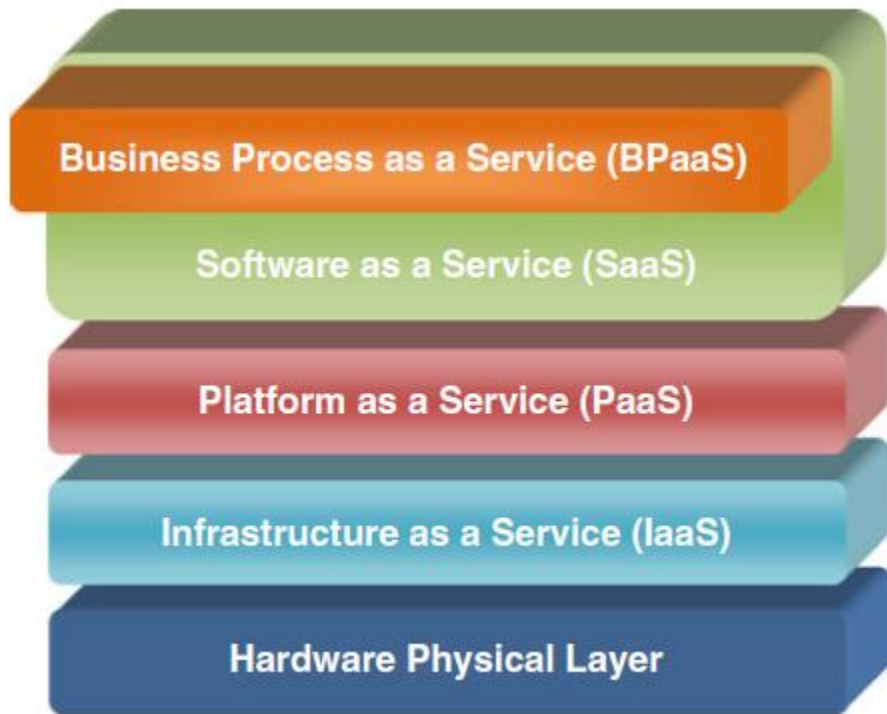 Business Process as a Service (BPaaS)
Software as a Service (SaaS)
Platform as a Service (PaaS)
Infrastructure as a Service (IaaS)
Hardware Physical Layer